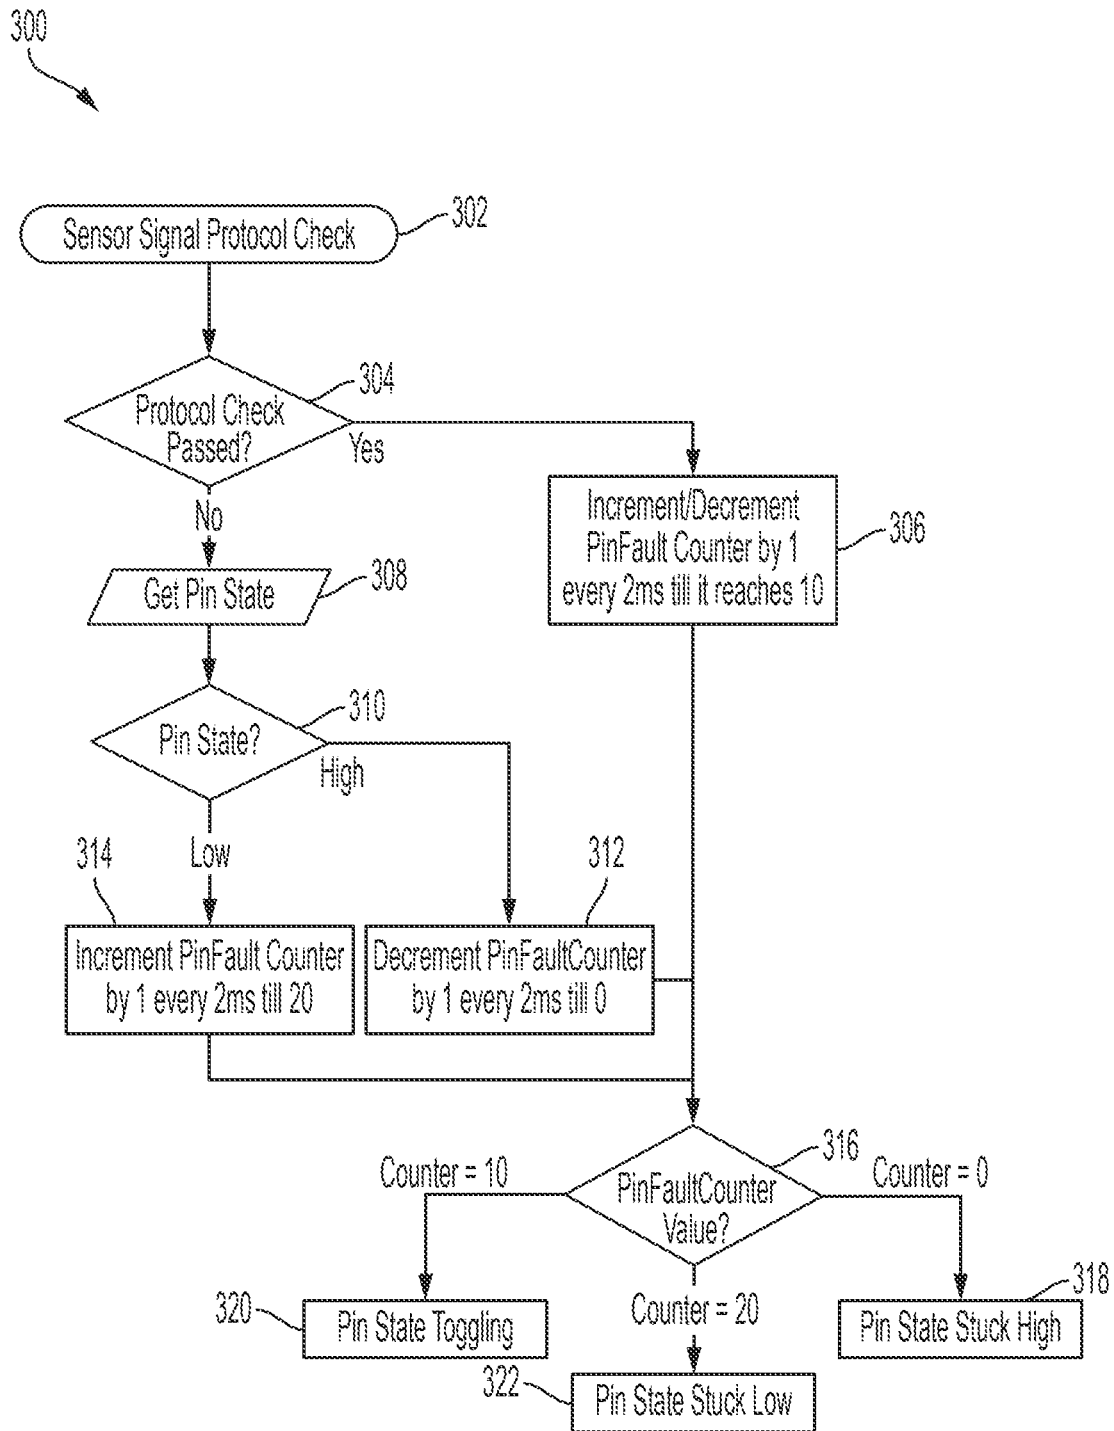 300
302
Sensor Signal Protocol Check
304
Protocol Check
Passed?
Yes
No
Increment/Decrement
PinFault Counter by 1
every 2ms till it reaches 10
306
Get Pin State
308
310
Pin State?
High
Low
314
312
Increment PinFault Counter
by 1 every 2ms till 20
Decrement PinFaultCounter
by 1 every 2ms till 0
316
Counter = 10
PinFaultCounter
Value?
Counter = 0
320
Pin State Toggling
Counter = 20
318
Pin State Stuck High
322
Pin State Stuck Low